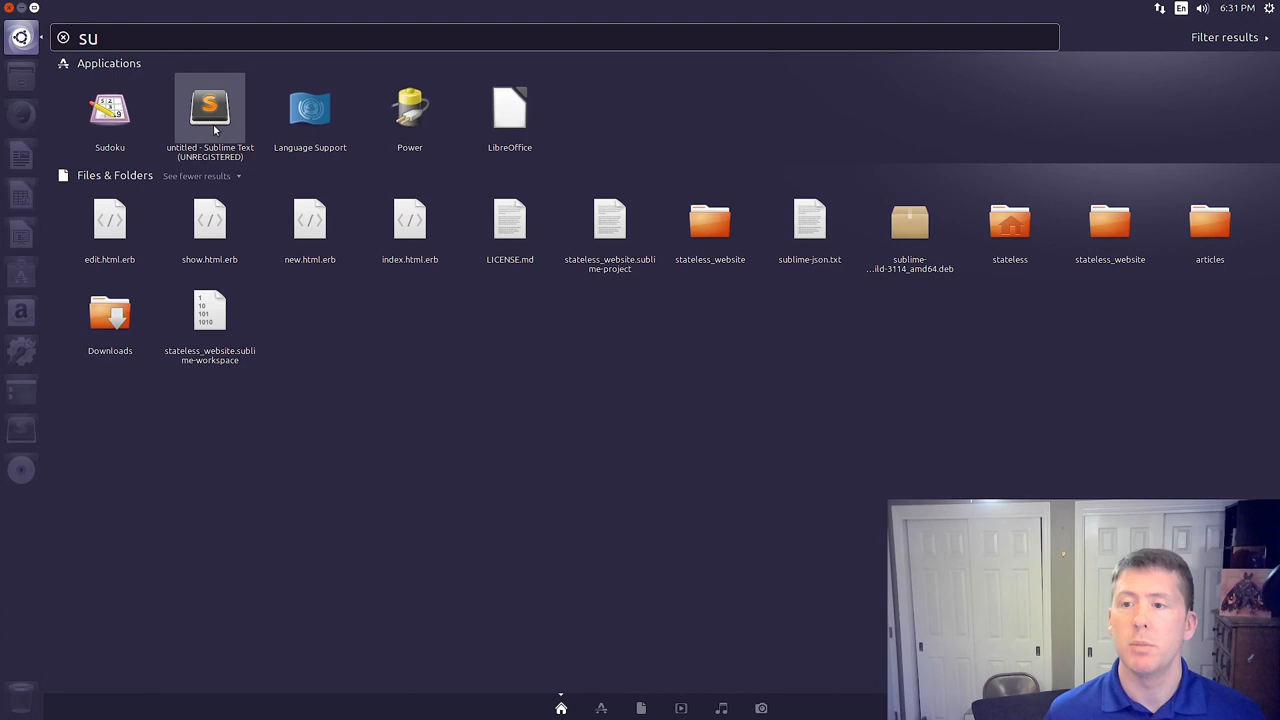 En 6:31 PM
su
Filter results
Applications
Sudoku
untitled - Sublime Text
(UNREGISTERED)
Language Support
Power
LibreOffice
Files & Folders See fewer results
edit.html.erb
show.html.erb
new.html.erb
index.html.erb
LICENSE.md
stateless_website.subli
me-project
stateless_website
sublime-json.txt
sublime-
...ild-3114_amd64.deb
stateless
stateless_website
articles
Downloads
stateless_website.subli
me-workspace